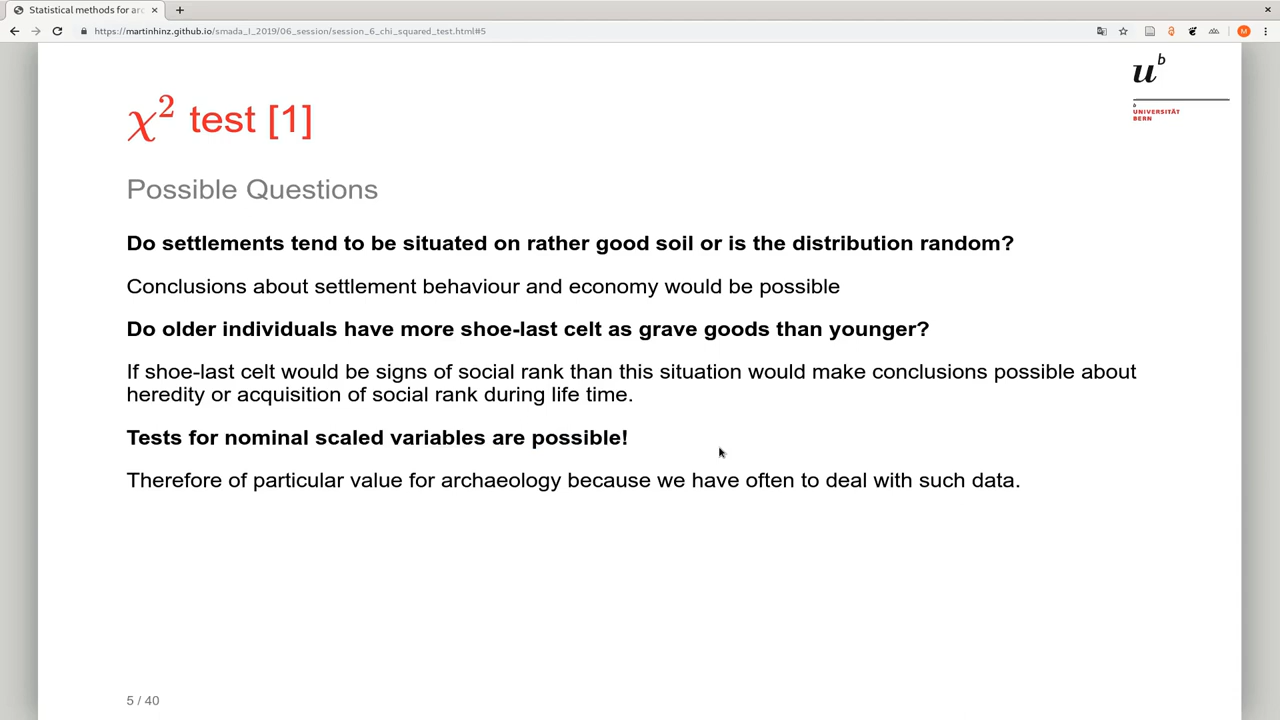 Statistical methods for arc
https://martinhinz.github.io/smada_I_2019/06_session/session_6_chi_squared_test.html#5
M
u^b
b
UNIVERSITÄT
BERN
χ² test [1]
Possible Questions
Do settlements tend to be situated on rather good soil or is the distribution random?
Conclusions about settlement behaviour and economy would be possible
Do older individuals have more shoe-last celt as grave goods than younger?
If shoe-last celt would be signs of social rank than this situation would make conclusions possible about
heredity or acquisition of social rank during life time.
Tests for nominal scaled variables are possible!
Therefore of particular value for archaeology because we have often to deal with such data.
5 / 40